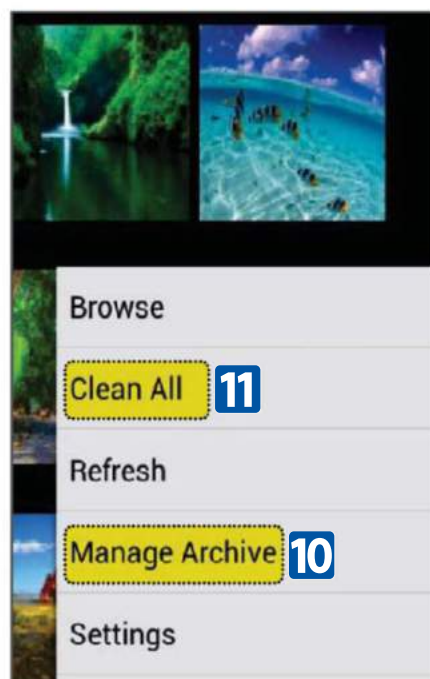 Browse
Clean All 11
Refresh
Manage Archive 10
Settings